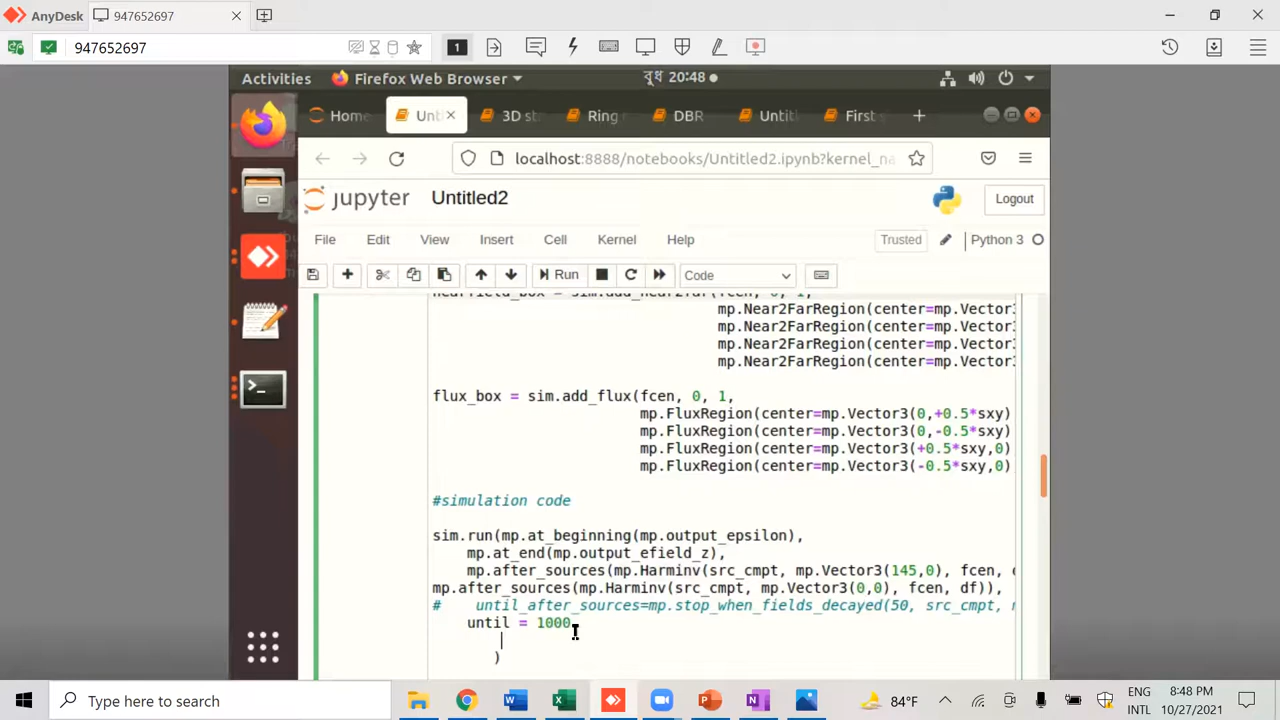 AnyDesk 947652697
947652697 1
Activities Firefox Web Browser বুধ 20:48
Home Unti 3D st Ring DBR Untitl First
localhost:8888/notebooks/Untitled2.ipynb?kernel_na
jupyter Untitled2 Logout
File Edit View Insert Cell Kernel Help Trusted Python 3
Run Code
nearfield_box = sim.add_near2far(fcen, 0, 1,
mp.Near2FarRegion(center=mp.Vector3
mp.Near2FarRegion(center=mp.Vector3
mp.Near2FarRegion(center=mp.Vector3
mp.Near2FarRegion(center=mp.Vector3
flux_box = sim.add_flux(fcen, 0, 1,
mp.FluxRegion(center=mp.Vector3(0,+0.5*sxy)
mp.FluxRegion(center=mp.Vector3(0,-0.5*sxy)
mp.FluxRegion(center=mp.Vector3(+0.5*sxy,0)
mp.FluxRegion(center=mp.Vector3(-0.5*sxy,0)
#simulation code
sim.run(mp.at_beginning(mp.output_epsilon),
mp.at_end(mp.output_efield_z),
mp.after_sources(mp.Harminv(src_cmpt, mp.Vector3(145,0), fcen, d
mp.after_sources(mp.Harminv(src_cmpt, mp.Vector3(0,0), fcen, df)),
# until_after_sources=mp.stop_when_fields_decayed(50, src_cmpt, m
until = 1000
)
Type here to search 84°F ENG 8:48 PM
INTL 10/27/2021